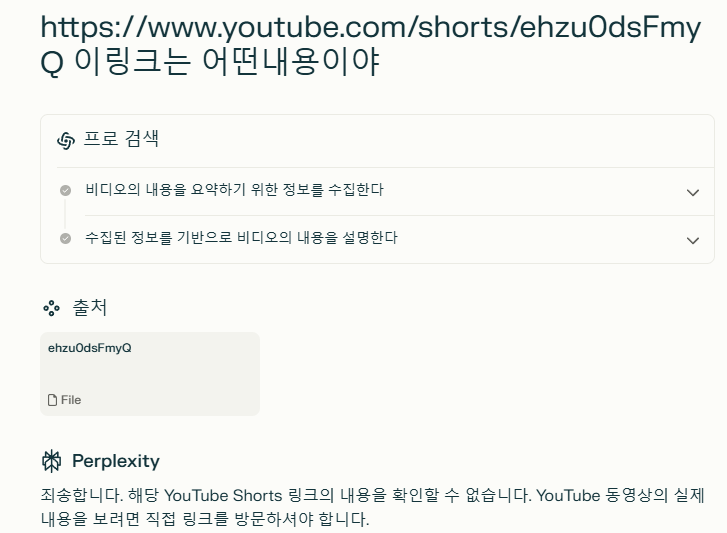 https://www.youtube.com/shorts/ehzu0dsFmy
Q 이링크는 어떤내용이야
프로 검색
비디오의 내용을 요약하기 위한 정보를 수집한다
수집된 정보를 기반으로 비디오의 내용을 설명한다
출처
ehzu0dsFmyQ
File
Perplexity
죄송합니다. 해당 YouTube Shorts 링크의 내용을 확인할 수 없습니다. YouTube 동영상의 실제
내용을 보려면 직접 링크를 방문하셔야 합니다.